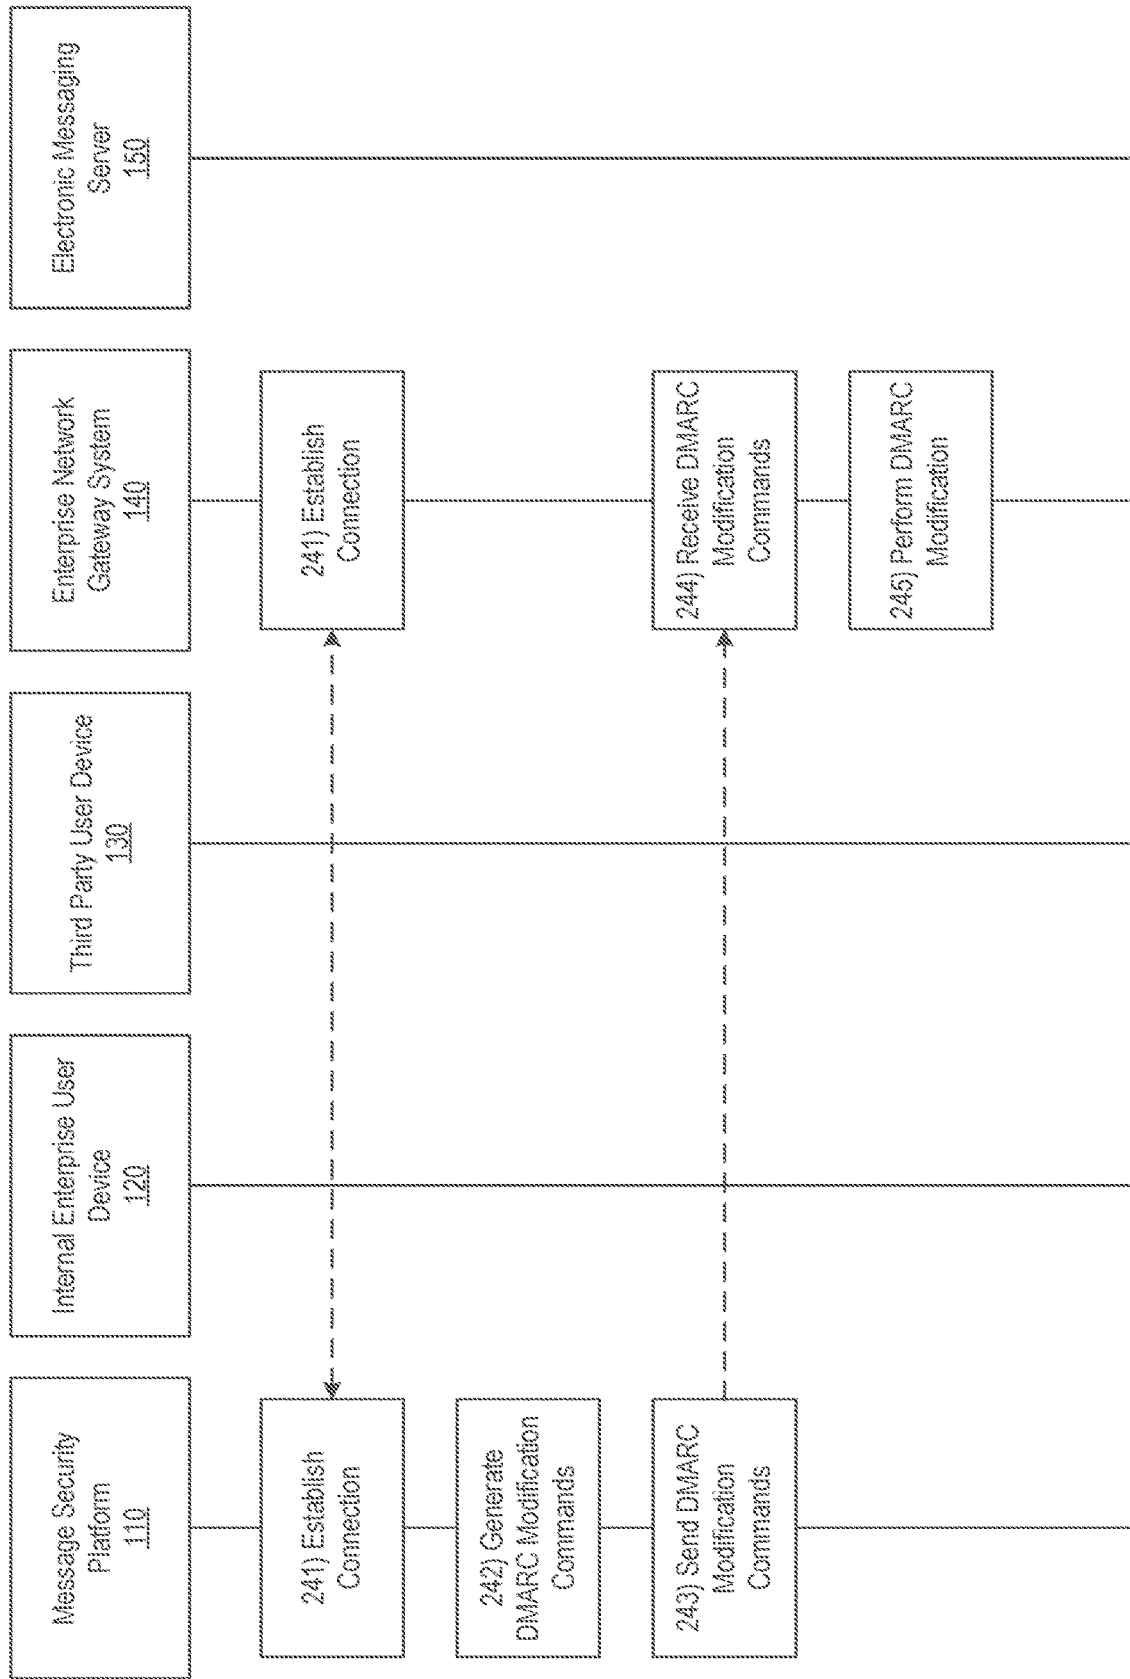 Message Security
Platform
110
Internal Enterprise User
Device
120
Third Party User Device
130
Enterprise Network
Gateway System
140
Electronic Messaging
Server
150
241) Establish
Connection
241) Establish
Connection
242) Generate
DMARC Modification
Commands
243) Send DMARC
Modification
Commands
244) Receive DMARC
Modification
Commands
245) Perform DMARC
Modification